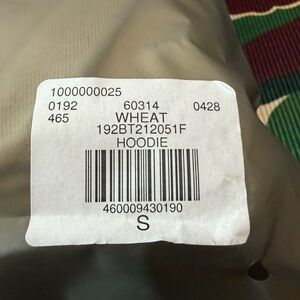 1000000025
0192 60314 0428
465 WHEAT
192BT212051F
HOODIE
460009430190
S